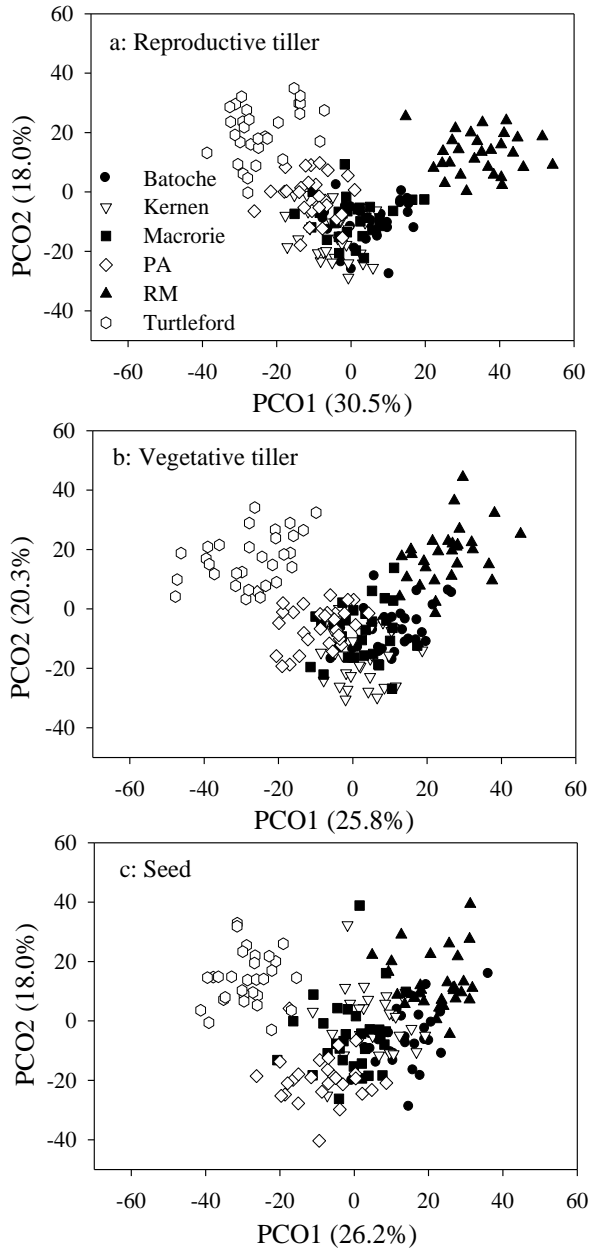 60
a: Reproductive tiller
40
20
0
-20
-40
PCO2 (18.0%)
Batoche
Kernen
Macrorie
PA
RM
Turtleford
-60 -40 -20 0 20 40 60
PCO1 (30.5%)
60
b: Vegetative tiller
40
20
0
-20
-40
PCO2 (20.3%)
-60 -40 -20 0 20 40 60
PCO1 (25.8%)
60
c: Seed
40
20
0
-20
-40
PCO2 (18.0%)
-60 -40 -20 0 20 40 60
PCO1 (26.2%)